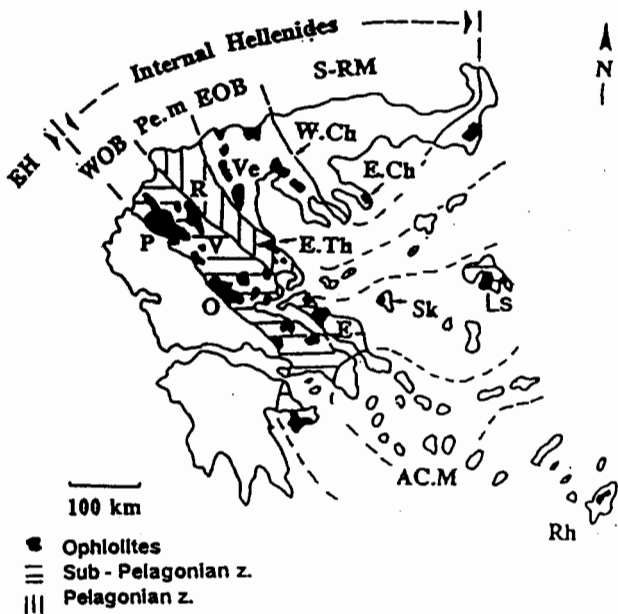 Internal Hellenides
N
EH
WOB
Pe.m
EOB
S-RM
W.Ch
E.Ch
Ve
R
P
V
E.Th
O
E
Sk
Ls
AC.M
Rh
100 km
Ophiolites
Sub - Pelagonian z.
Pelagonian z.